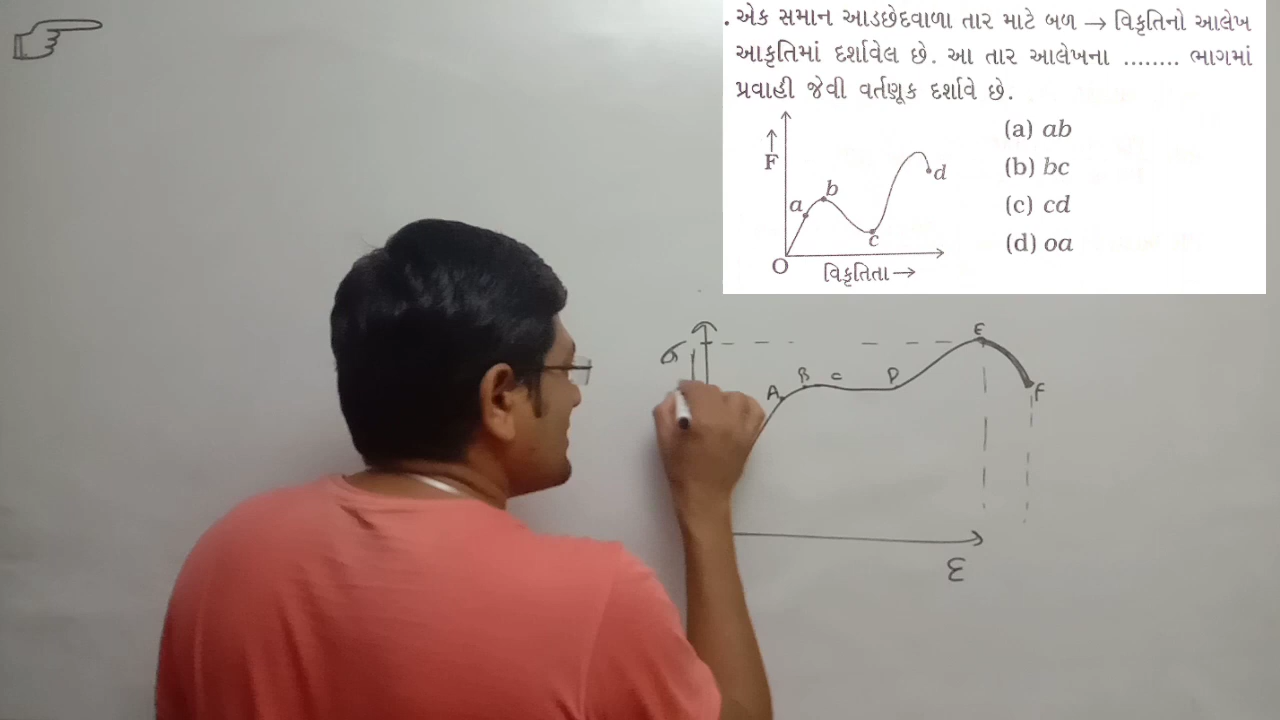 . એક સમાન આડછેદવાળા તાર માટે બળ → વિકૃતિનો આલેખ
આકૃતિમાં દર્શાવેલ છે. આ તાર આલેખના ........ ભાગમાં
પ્રવાહી જેવી વર્તણૂક દર્શાવે છે.
(a) ab
(b) bc
(c) cd
(d) oa
F
a
b
c
d
O
વિકૃતિતા →
σ
A
B
C
D
E
F
ε